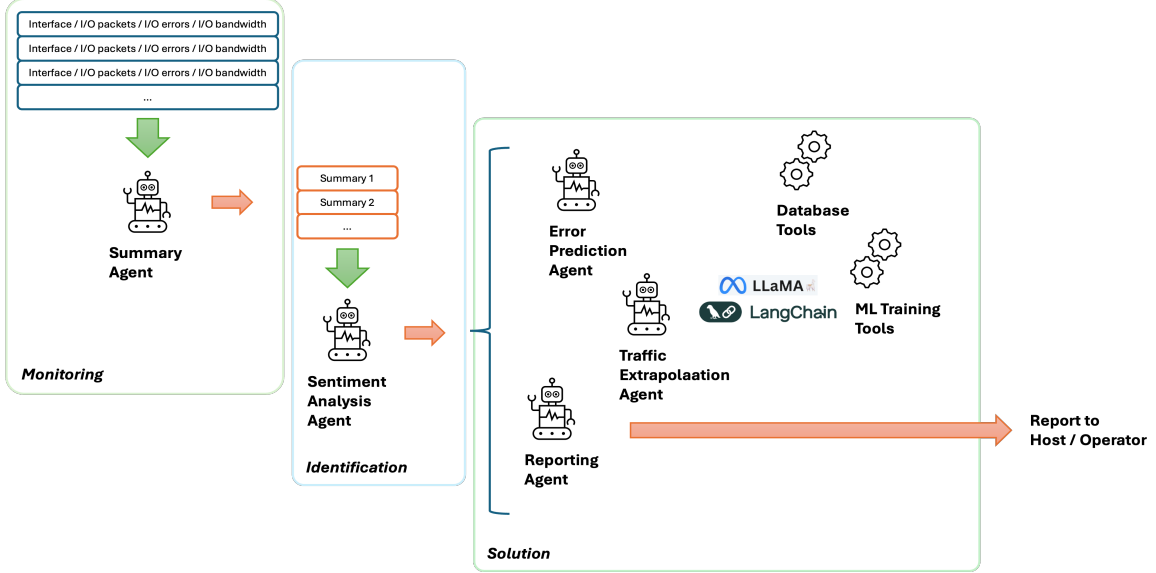 Interface / I/O packets / I/O errors / I/O bandwidth
Interface / I/O packets / I/O errors / I/O bandwidth
Interface / I/O packets / I/O errors / I/O bandwidth
...
Summary
Agent
Monitoring
Summary 1
Summary 2
...
Sentiment
Analysis
Agent
Identification
Error
Prediction
Agent
Database
Tools
LLaMA
LangChain
ML Training
Tools
Traffic
Extrapolaation
Agent
Reporting
Agent
Report to
Host / Operator
Solution